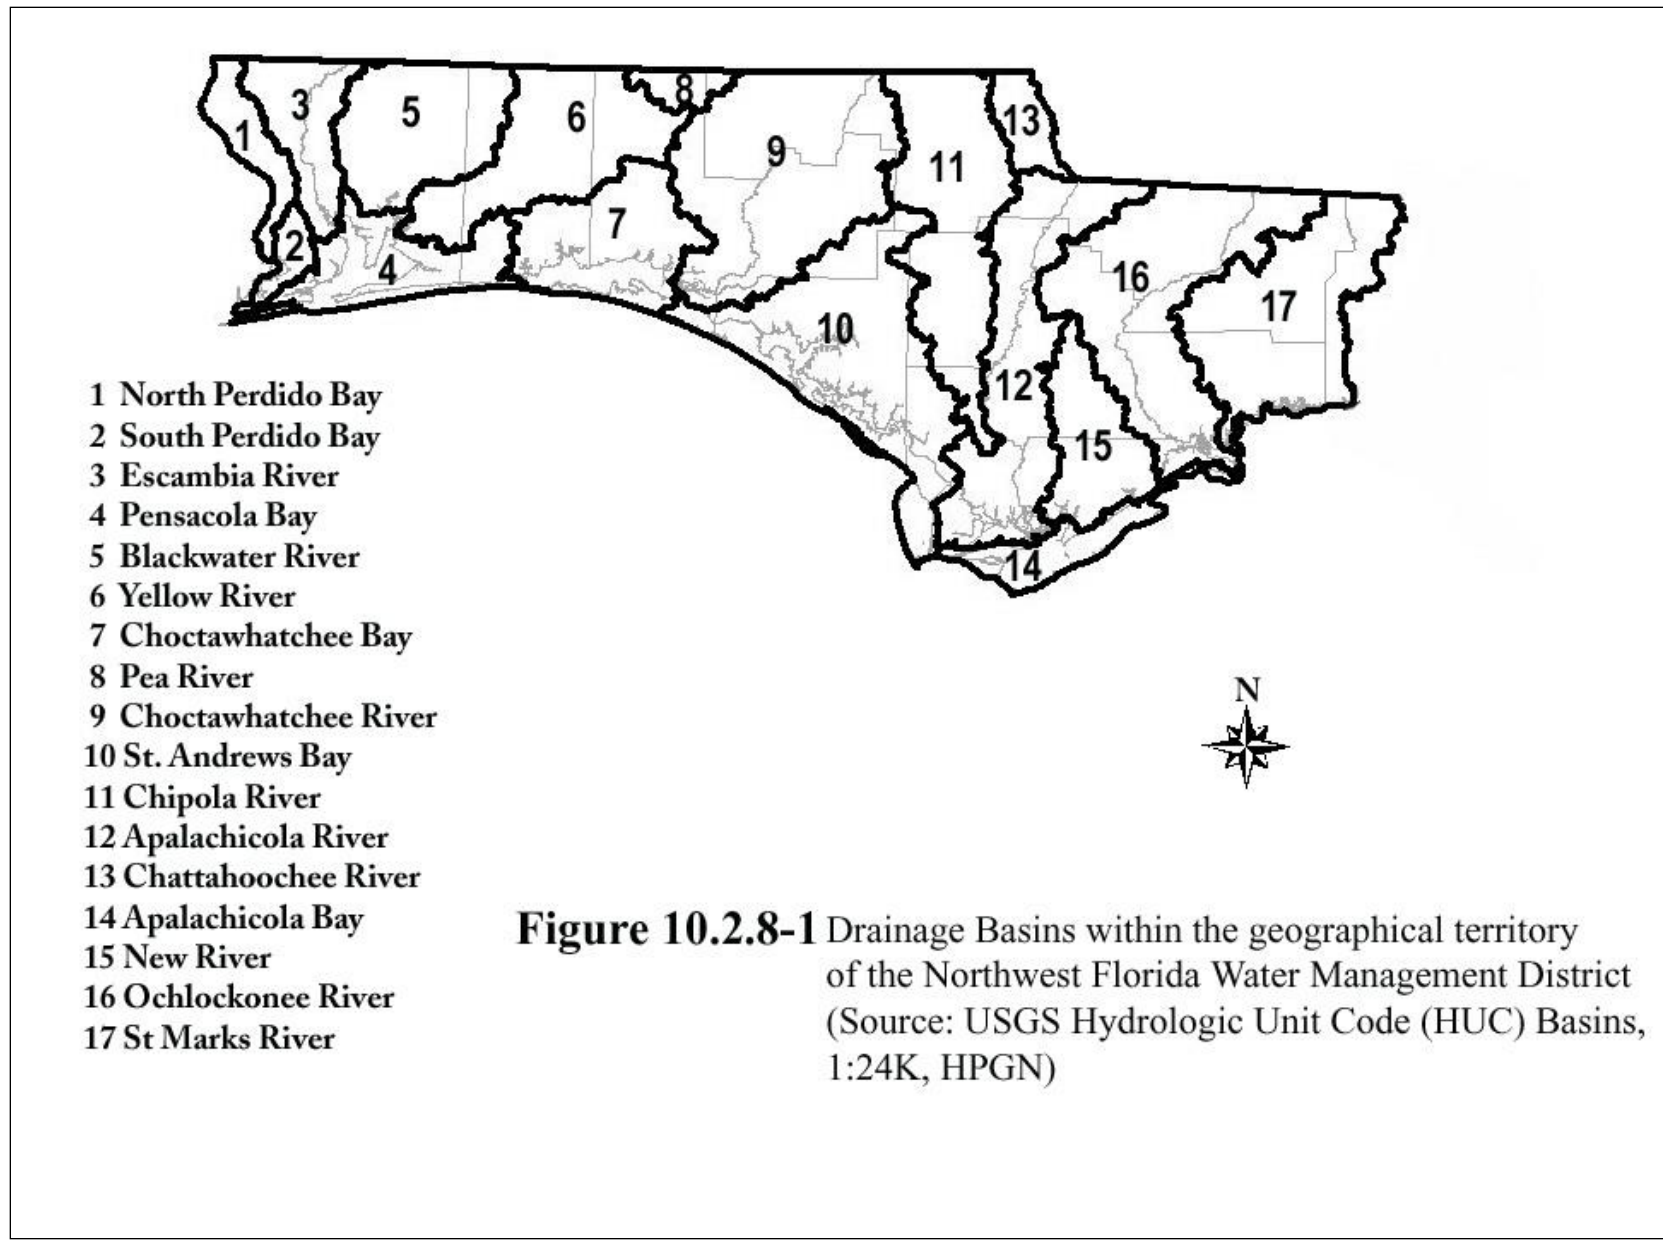 1
3
5
6
8
9
11
13
2
4
7
10
12
16
17
15
14
1 North Perdido Bay
2 South Perdido Bay
3 Escambia River
4 Pensacola Bay
5 Blackwater River
6 Yellow River
7 Choctawhatchee Bay
8 Pea River
9 Choctawhatchee River
10 St. Andrews Bay
11 Chipola River
12 Apalachicola River
13 Chattahoochee River
14 Apalachicola Bay
15 New River
16 Ochlockonee River
17 St Marks River
N
Figure 10.2.8-1 Drainage Basins within the geographical territory
of the Northwest Florida Water Management District
(Source: USGS Hydrologic Unit Code (HUC) Basins,
1:24K, HPGN)